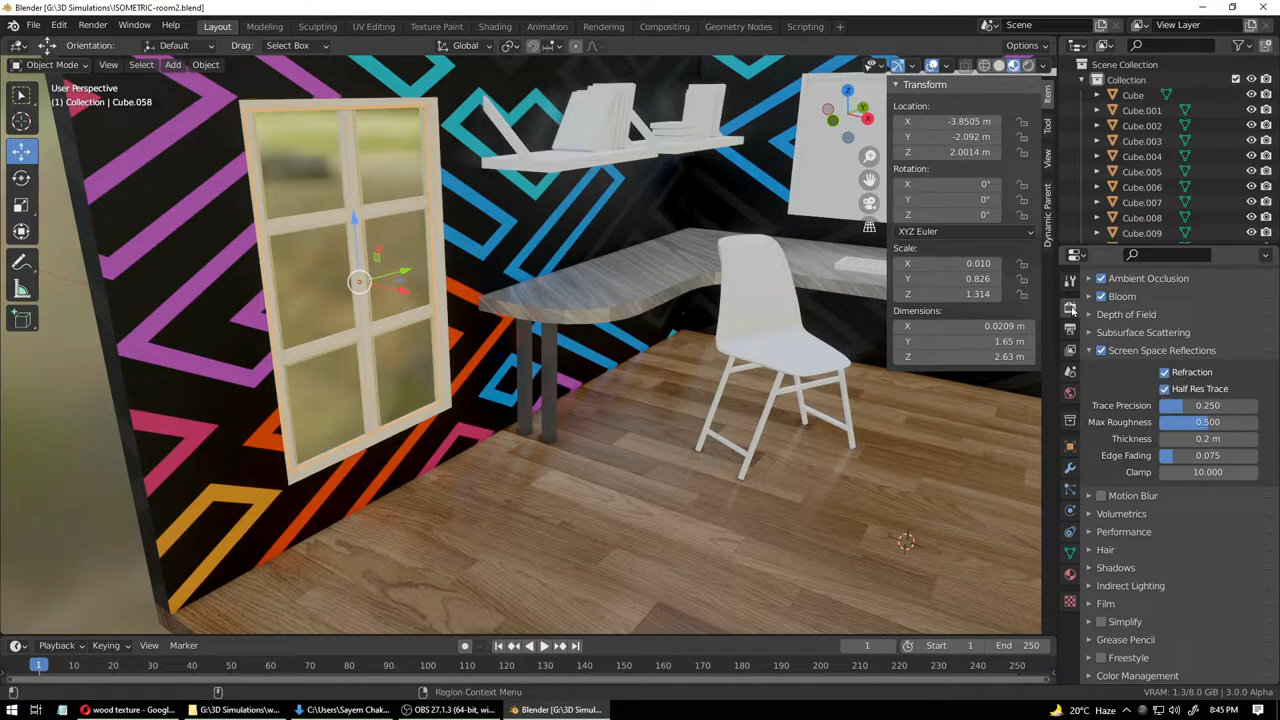 Blender [G:\3D Simulations\ISOMETRIC-room2.blend]
File Edit Render Window Help Layout Modeling Sculpting UV Editing Texture Paint Shading Animation Rendering Compositing Geometry Nodes Scripting Scene View Layer
Orientation: Default Drag: Select Box Global Options
Object Mode View Select Add Object
User Perspective
(1) Collection | Cube.058
Transform
Location:
X -3.8505 m
Y -2.092 m
Z 2.0014 m
Rotation:
X 0°
Y 0°
Z 0°
XYZ Euler
Scale:
X 0.010
Y 0.826
Z 1.314
Dimensions:
X 0.0209 m
Y 1.65 m
Z 2.63 m
Item
Tool
View
Dynamic Parent
Z
Y
X
Scene Collection
Collection
Cube
Cube.001
Cube.002
Cube.003
Cube.004
Cube.005
Cube.006
Cube.007
Cube.008
Cube.009
Ambient Occlusion
Bloom
Depth of Field
Subsurface Scattering
Screen Space Reflections
Refraction
Half Res Trace
Trace Precision 0.250
Max Roughness 0.500
Thickness 0.2 m
Edge Fading 0.075
Clamp 10.000
Motion Blur
Volumetrics
Performance
Hair
Shadows
Indirect Lighting
Film
Simplify
Grease Pencil
Freestyle
Color Management
Playback Keying View Marker 1 Start 1 End 250
1 10 20 30 40 50 60 70 80 90 100 110 120 130 140 150 160 170 180 190 200 210 220 230 240 250
Region Context Menu VRAM: 1.3/8.0 GiB | 3.0.0 Alpha
wood texture - Googl... G:\3D Simulations\w... C:\Users\Sayem Chak... OBS 27.1.3 (64-bit, w... Blender [G:\3D Simul... 20°C Haze 8:45 PM